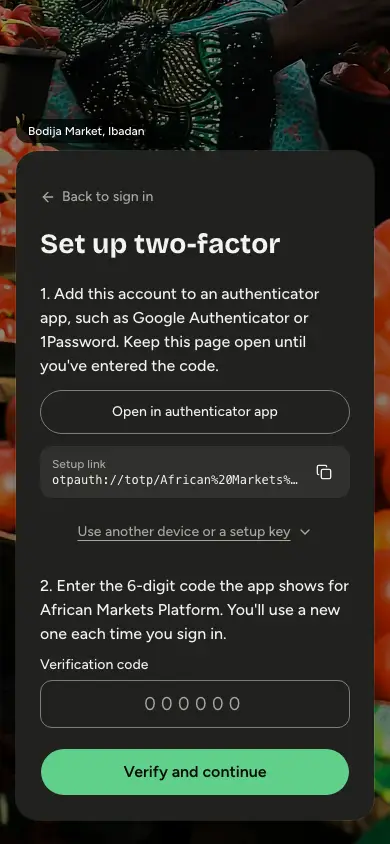 Bodija Market, Ibadan
Back to sign in
Set up two-factor
1. Add this account to an authenticator
app, such as Google Authenticator or
1Password. Keep this page open until
you've entered the code.
Open in authenticator app
Setup link
otpauth://totp/African%20Markets%…
Use another device or a setup key
2. Enter the 6-digit code the app shows for
African Markets Platform. You'll use a new
one each time you sign in.
Verification code
000000
Verify and continue